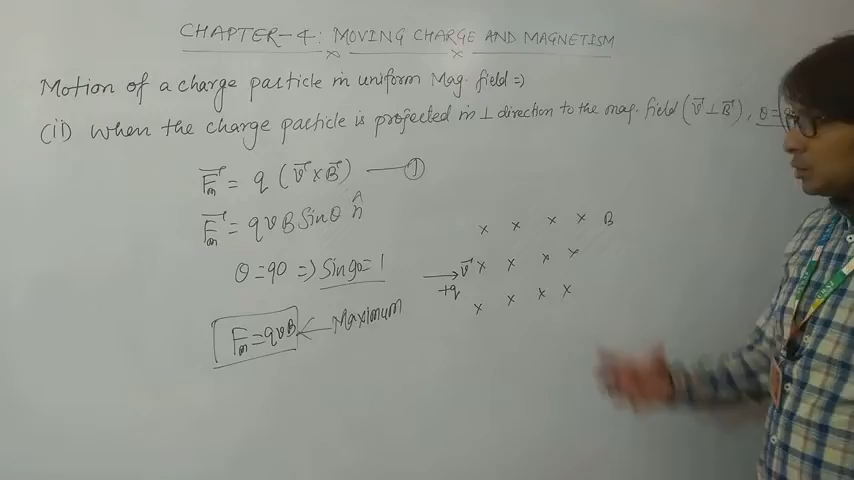 CHAPTER-4: MOVING CHARGE AND MAGNETISM
Motion of a charge particle in uniform Mag. field ⇒
(ii) When the charge particle is projected in ⊥ direction to the mag. field (v⃗ ⊥ B⃗), θ=
F⃗m = q (v⃗ × B⃗) — ①
F⃗m = qvB Sinθ n̂
θ = 90 ⇒ Sin90 = 1
Fm = qvB ← Maximum
× × × × B
→ v⃗ × × × ×
+q
× × × ×